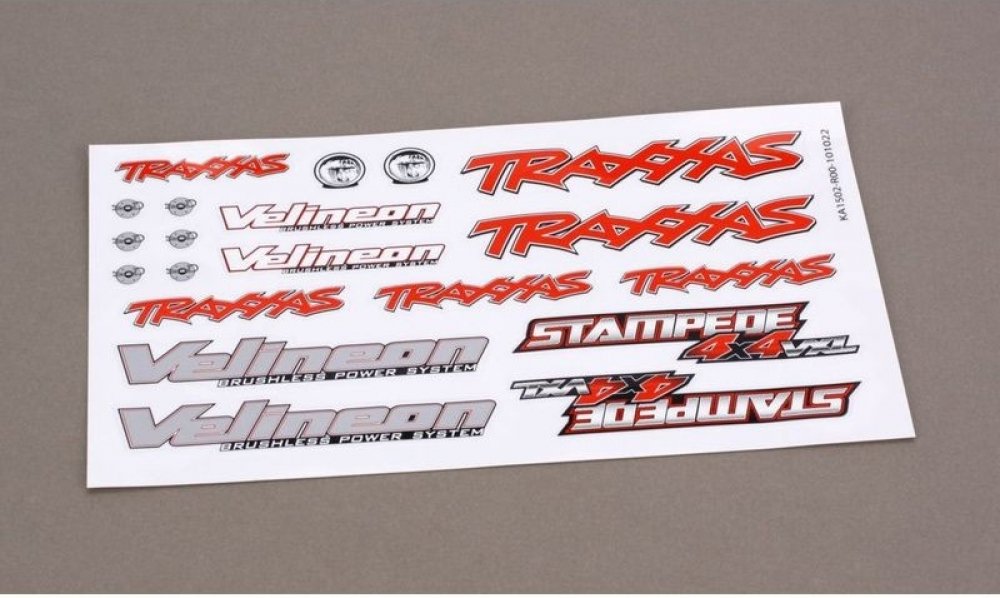 TRAXXAS
TRAXXAS
KA1502-R00-101022
Velineon
BRUSHLESS POWER SYSTEM
TRAXXAS
Velineon
BRUSHLESS POWER SYSTEM
TRAXXAS
TRAXXAS
TRAXXAS
STAMPEDE
4x4 VXL
Velineon
BRUSHLESS POWER SYSTEM
STAMPEDE
4x4 VXL
Velineon
BRUSHLESS POWER SYSTEM